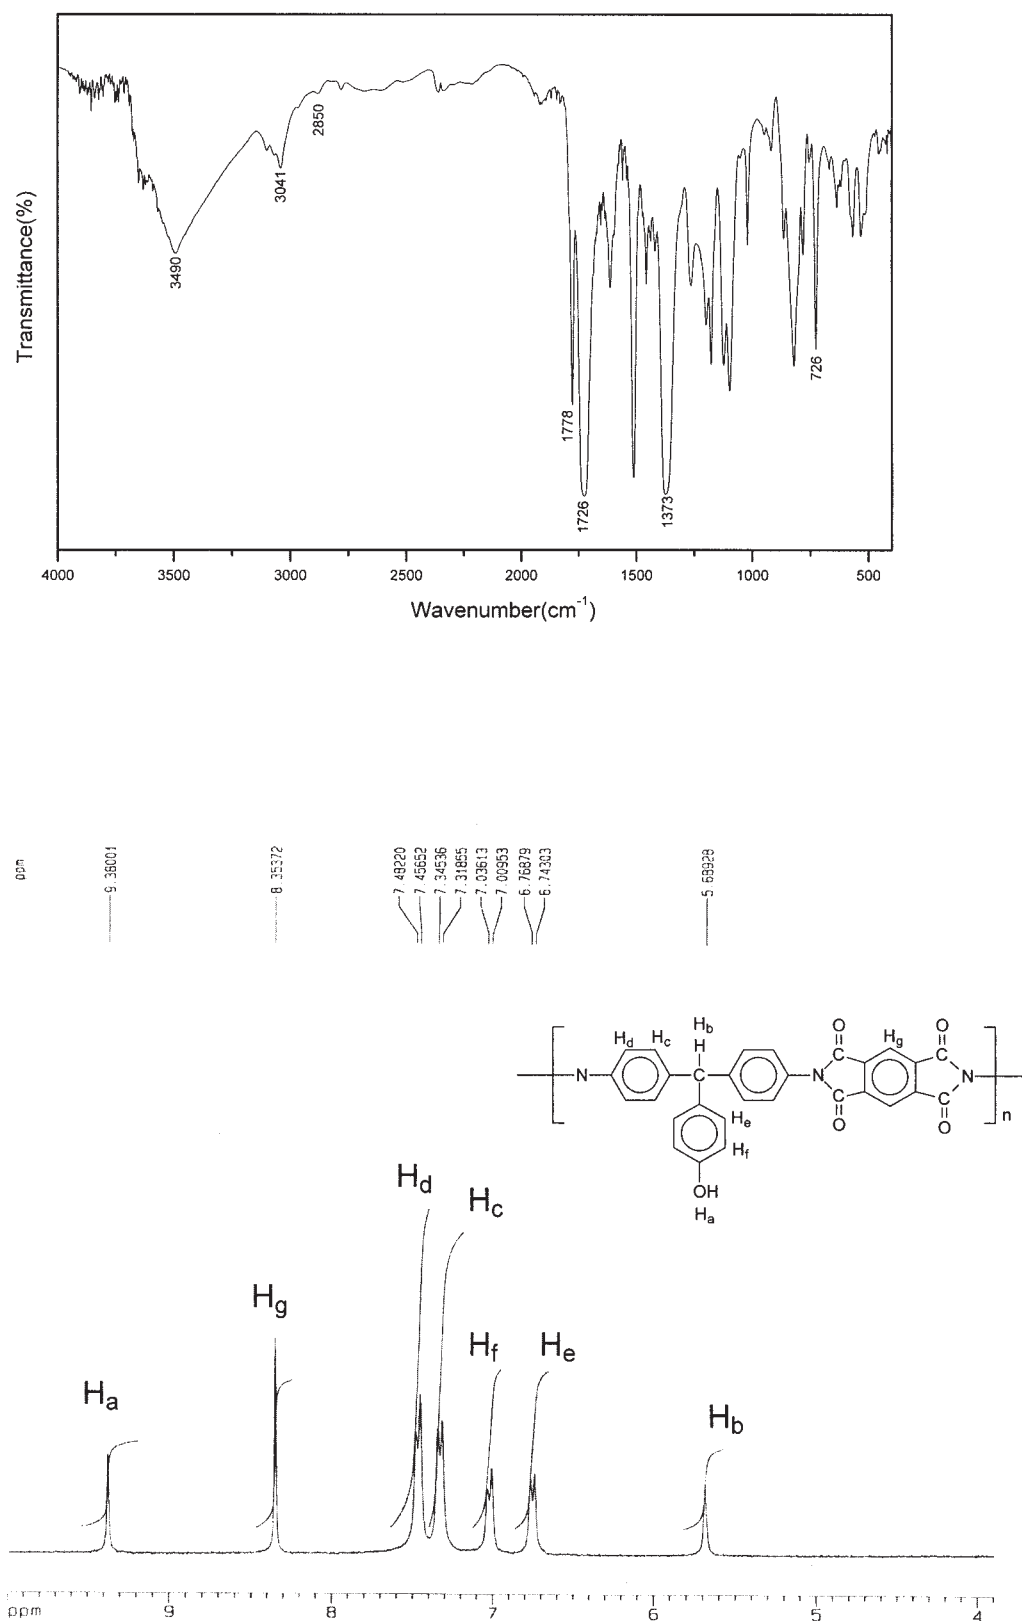 Transmittance(%)
3490
3041
2850
1778
1726
1373
726
4000 3500 3000 2500 2000 1500 1000 500
Wavenumber(cm⁻¹)
ppm
9.38001
8.35372
7.48220
7.45652
7.34536
7.31855
7.03613
7.00953
6.76879
6.74303
5.68928
H_b
H_d H_c H O H_g O
N C N C C N
C C
H_e O O n
H_f
OH
H_a
H_d
H_c
H_g
H_f H_e
H_a
H_b
ppm 9 8 7 6 5 4